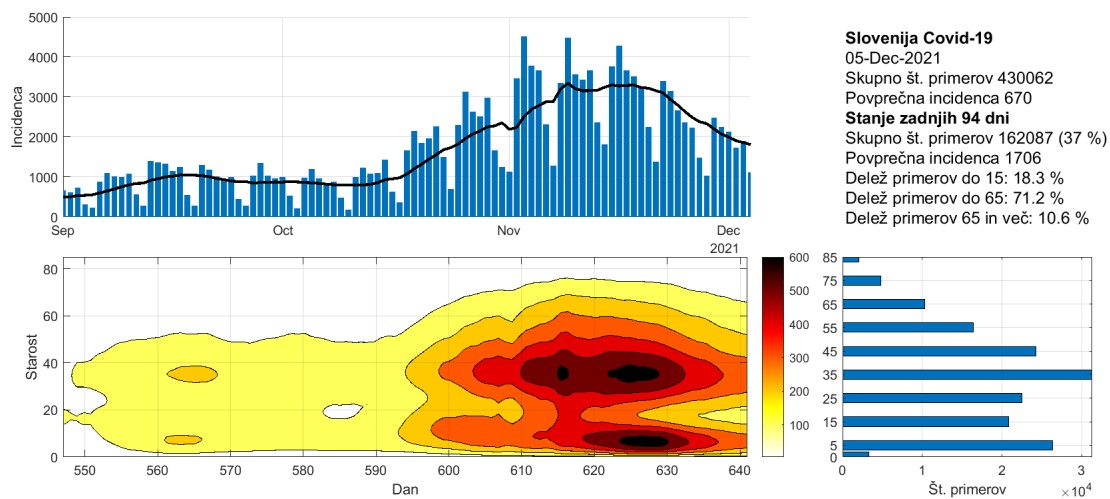 5000
4000
3000
2000
1000
0
Incidenca
Sep Oct Nov Dec
2021
Slovenija Covid-19
05-Dec-2021
Skupno št. primerov 430062
Povprečna incidenca 670
Stanje zadnjih 94 dni
Skupno št. primerov 162087 (37 %)
Povprečna incidenca 1706
Delež primerov do 15: 18.3 %
Delež primerov do 65: 71.2 %
Delež primerov 65 in več: 10.6 %
80
60
40
20
0
Starost
550 560 570 580 590 600 610 620 630 640
Dan
600
500
400
300
200
100
85
75
65
55
45
35
25
15
5
0
0 1 2 3
×10⁴
Št. primerov